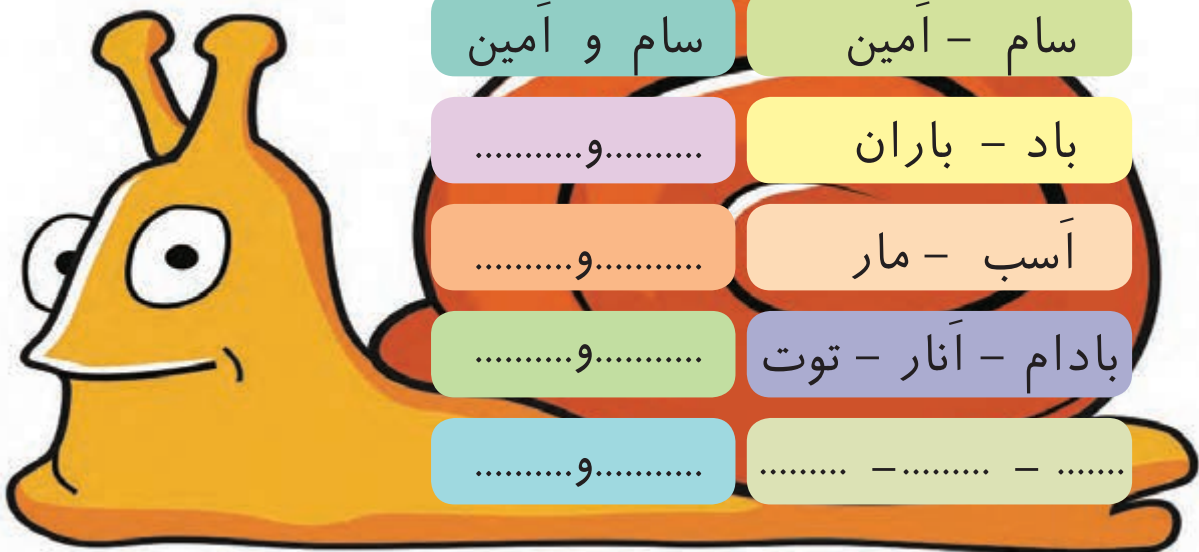 سام – اَمین سام و اَمین
باد – باران ..........و...........
اَسب – مار ...........و..........
بادام – اَنار – توت ...........و..........
....... – .........– ......... ...........و..........